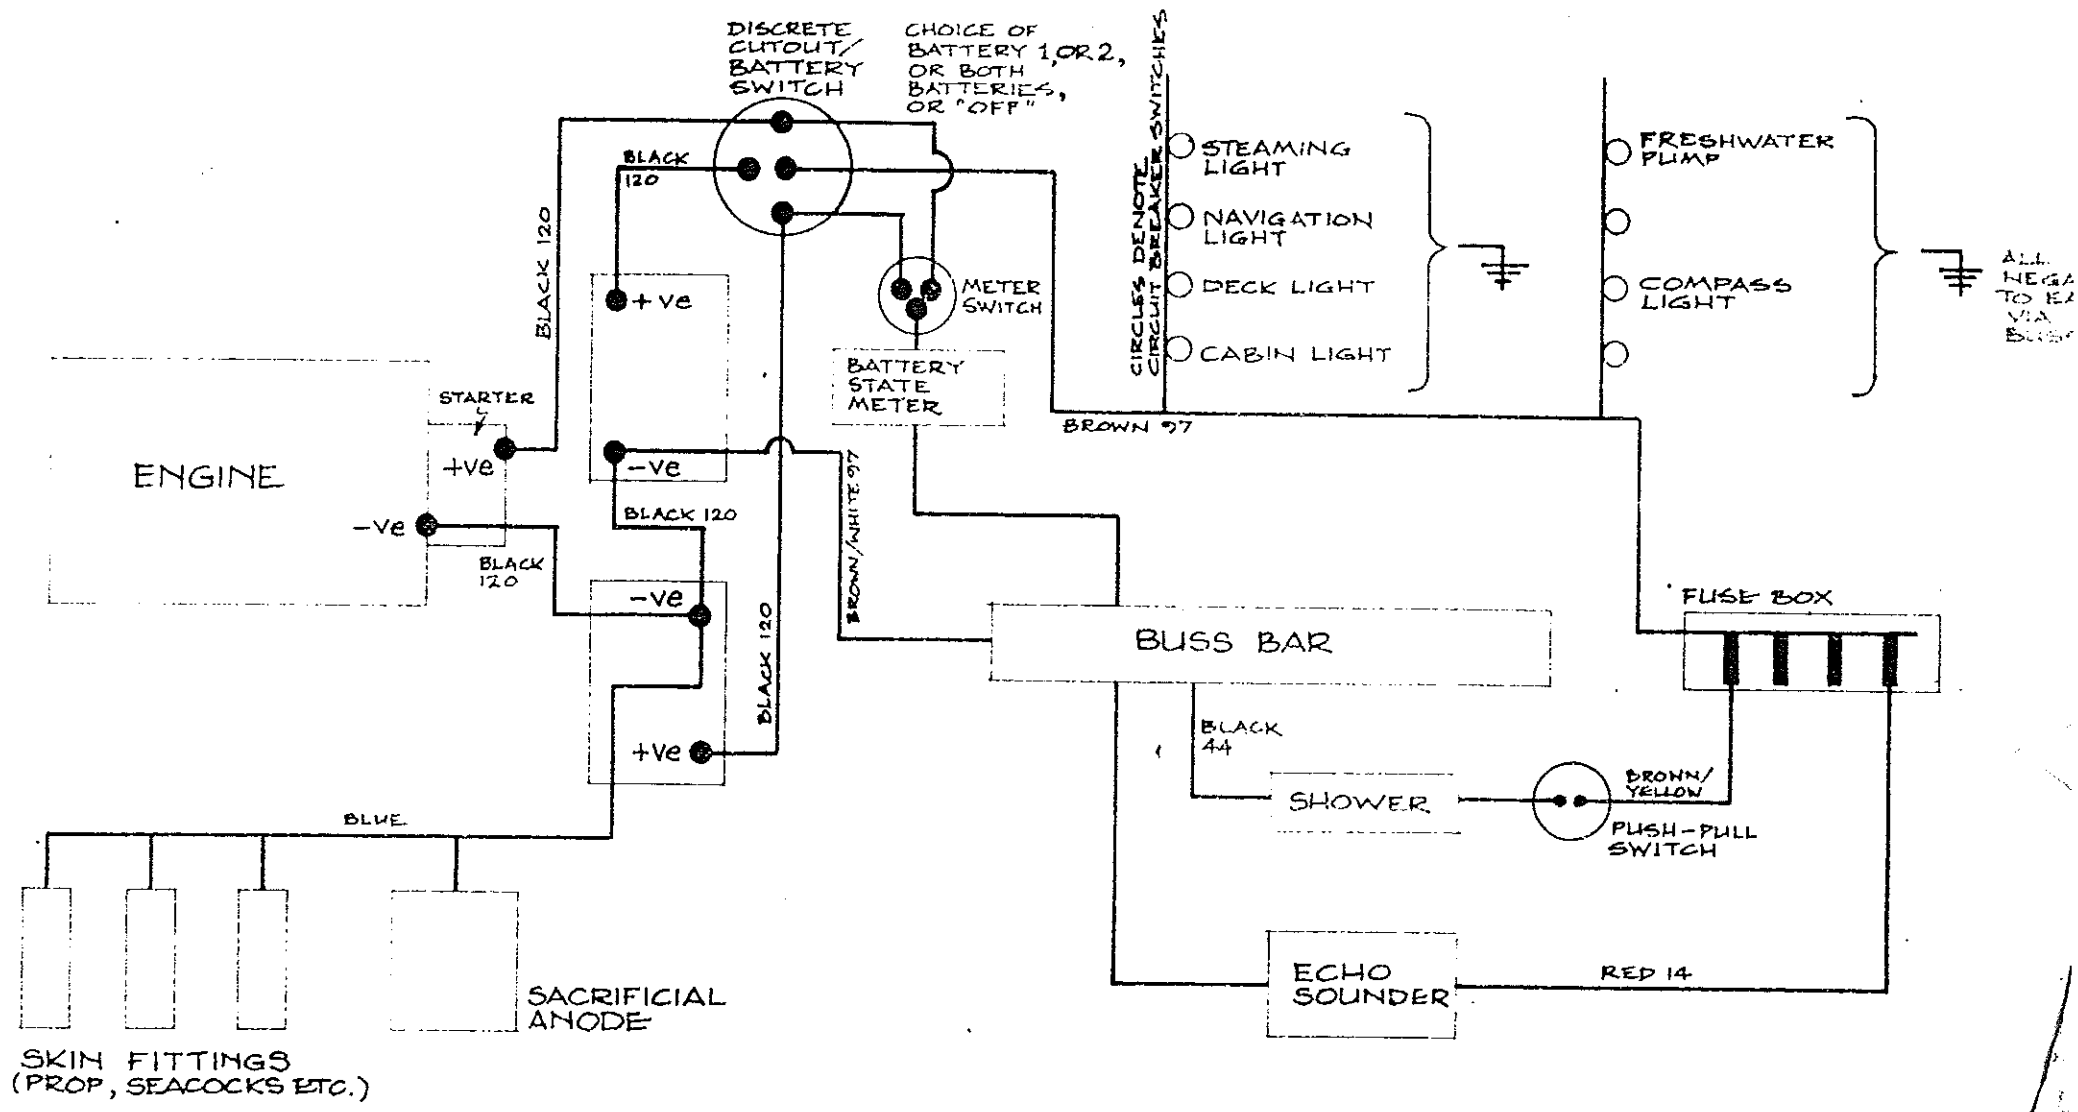 DISCRETE
CUTOUT/
BATTERY
SWITCH
CHOICE OF
BATTERY 1, OR 2,
OR BOTH
BATTERIES,
OR "OFF"
CIRCLES DENOTE
CIRCUIT BREAKER SWITCHES
STEAMING
LIGHT
NAVIGATION
LIGHT
DECK LIGHT
CABIN LIGHT
FRESHWATER
PUMP
COMPASS
LIGHT
ALL
TO
VIA
BLACK
120
BLACK 120
+ve
METER
SWITCH
BATTERY
STATE
METER
BROWN 97
STARTER
ENGINE
+ve
-ve
-ve
BLACK 120
BLACK
120
BROWN/WHITE 97
-ve
BLACK 120
+ve
BUSS BAR
FUSE BOX
BLACK
44
SHOWER
BROWN/
YELLOW
PUSH-PULL
SWITCH
BLUE
ECHO
SOUNDER
RED 14
SACRIFICIAL
ANODE
SKIN FITTINGS
(PROP, SEACOCKS ETC.)